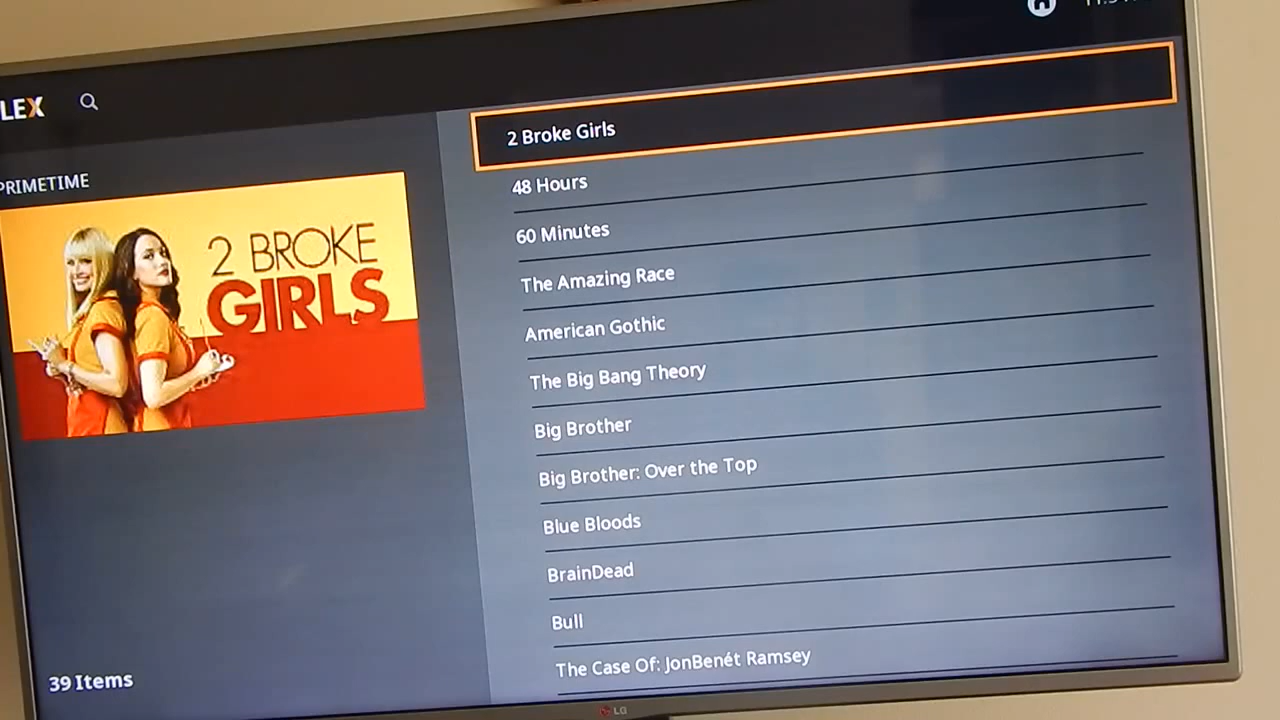 LEX
PRIMETIME
2 BROKE
GIRLS
39 Items
2 Broke Girls
48 Hours
60 Minutes
The Amazing Race
American Gothic
The Big Bang Theory
Big Brother
Big Brother: Over the Top
Blue Bloods
BrainDead
Bull
The Case Of: JonBenét Ramsey
LG